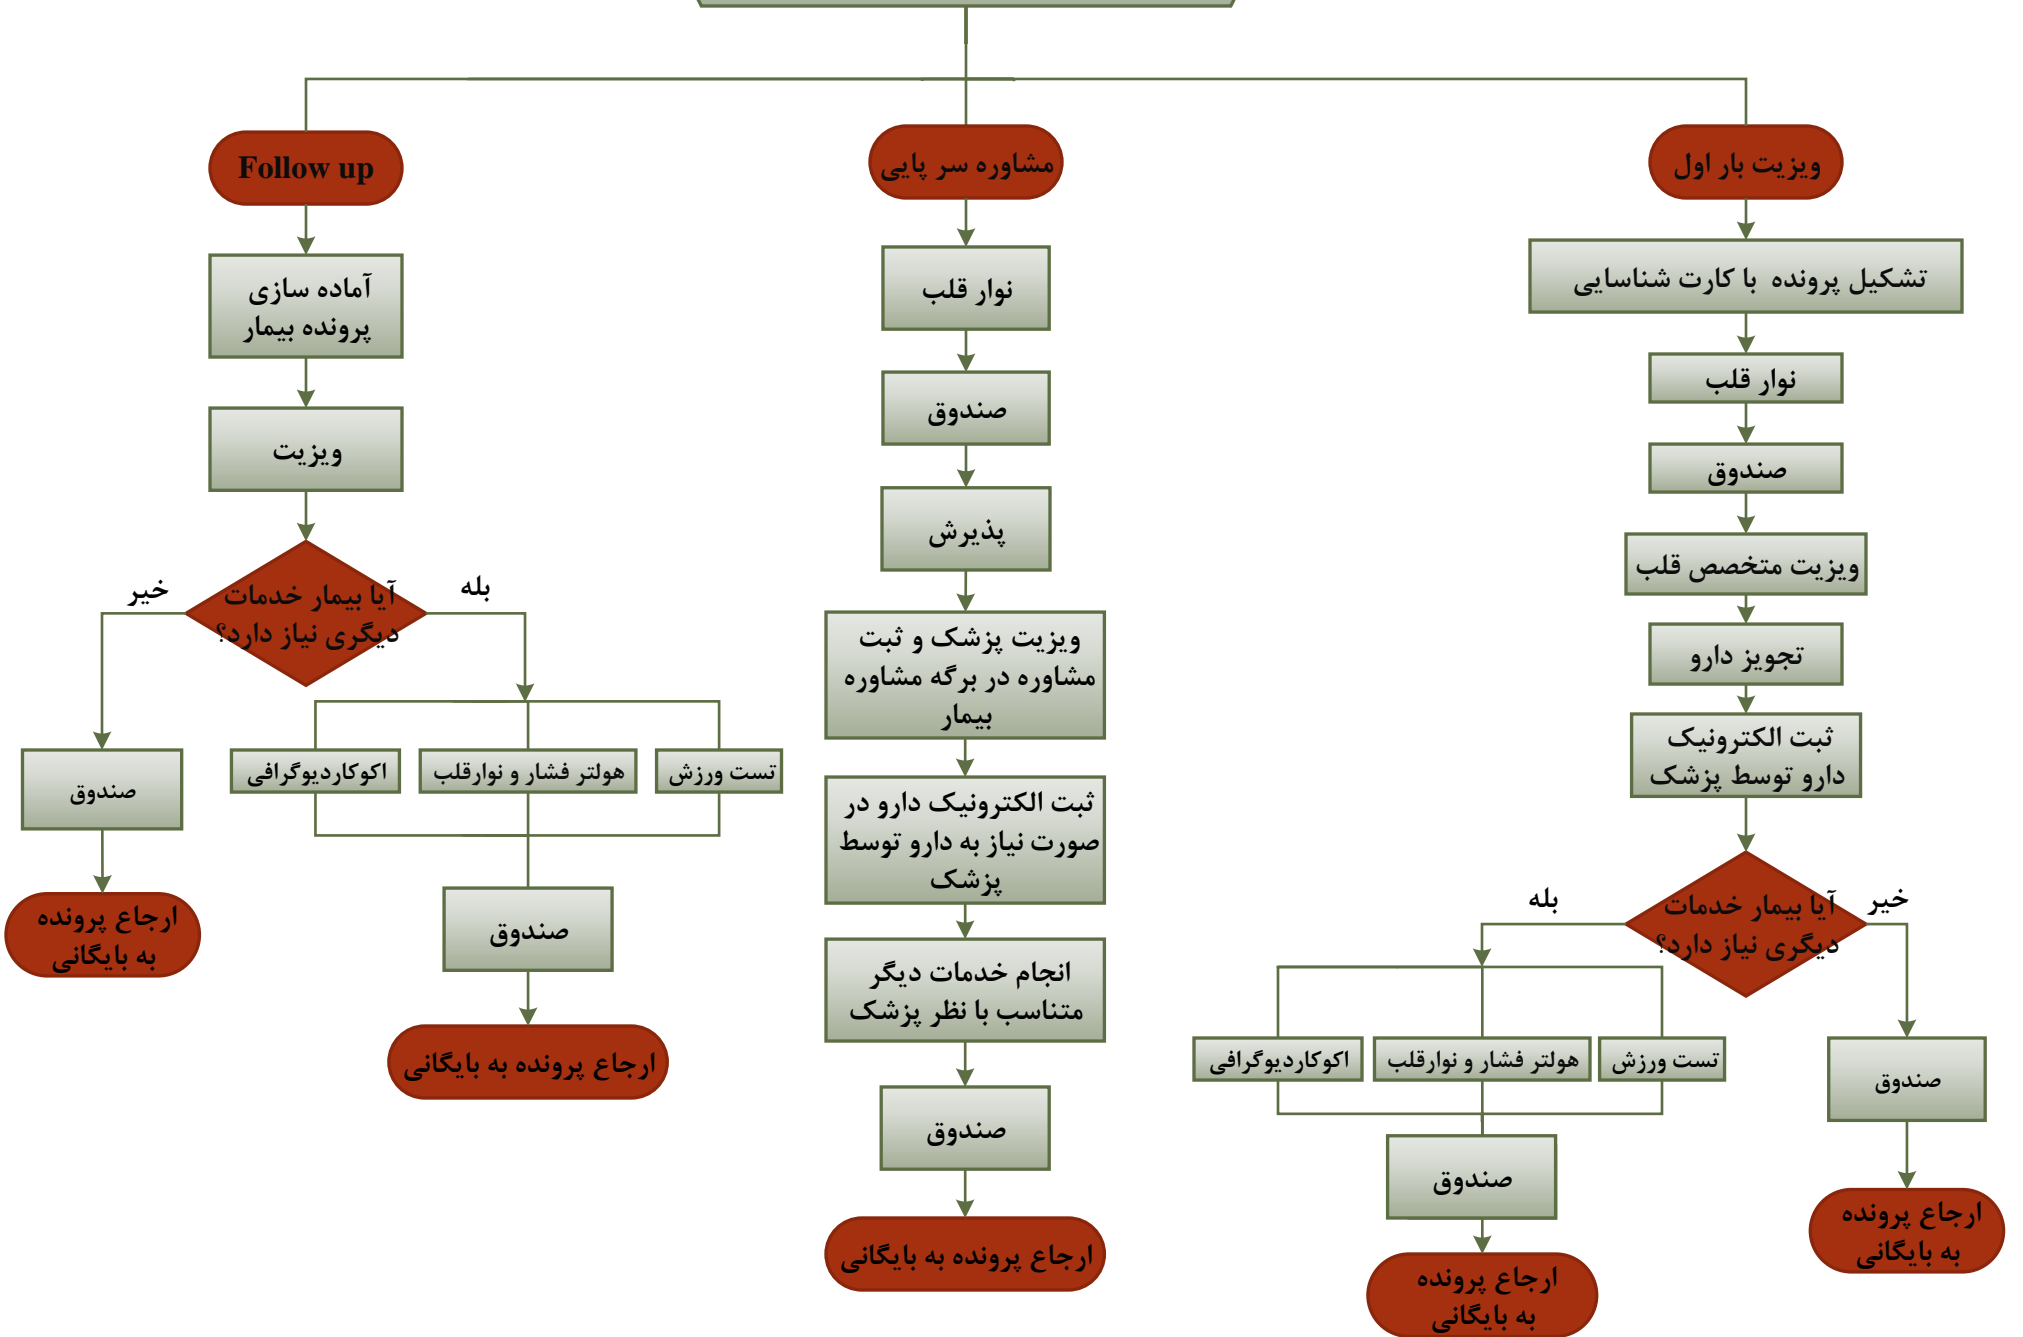 ویزیت بار اول
تشکیل پرونده با کارت شناسایی
نوار قلب
صندوق
ویزیت متخصص قلب
تجویز دارو
ثبت الکترونیک
دارو توسط پزشک
آیا بیمار خدمات
دیگری نیاز دارد؟
خیر
بله
صندوق
ارجاع پرونده
به بایگانی
تست ورزش
هولتر فشار و نوارقلب
اکوکاردیوگرافی
صندوق
ارجاع پرونده
به بایگانی
مشاوره سر پایی
نوار قلب
صندوق
پذیرش
ویزیت پزشک و ثبت
مشاوره در برگه مشاوره
بیمار
ثبت الکترونیک دارو در
صورت نیاز به دارو توسط
پزشک
انجام خدمات دیگر
متناسب با نظر پزشک
صندوق
ارجاع پرونده به بایگانی
Follow up
آماده سازی
پرونده بیمار
ویزیت
آیا بیمار خدمات
دیگری نیاز دارد؟
بله
خیر
تست ورزش
هولتر فشار و نوارقلب
اکوکاردیوگرافی
صندوق
ارجاع پرونده به بایگانی
صندوق
ارجاع پرونده
به بایگانی